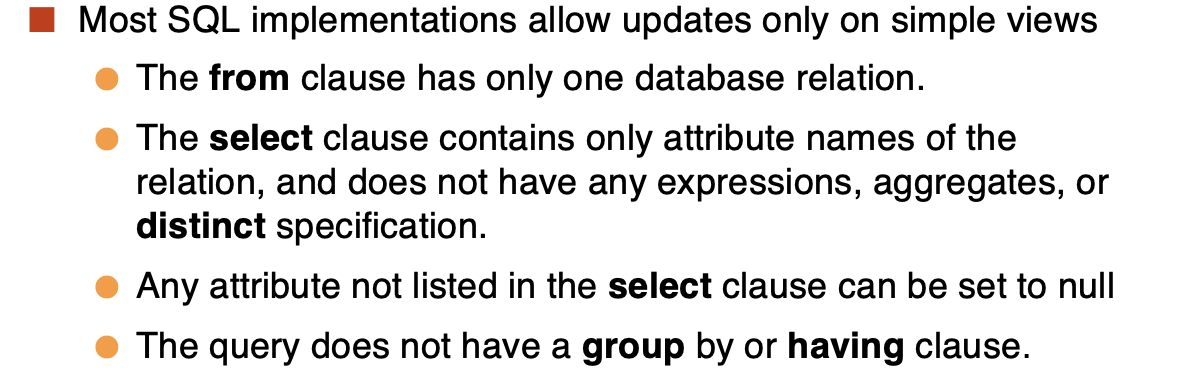 Most SQL implementations allow updates only on simple views
The from clause has only one database relation.
The select clause contains only attribute names of the
relation, and does not have any expressions, aggregates, or
distinct specification.
Any attribute not listed in the select clause can be set to null
The query does not have a group by or having clause.